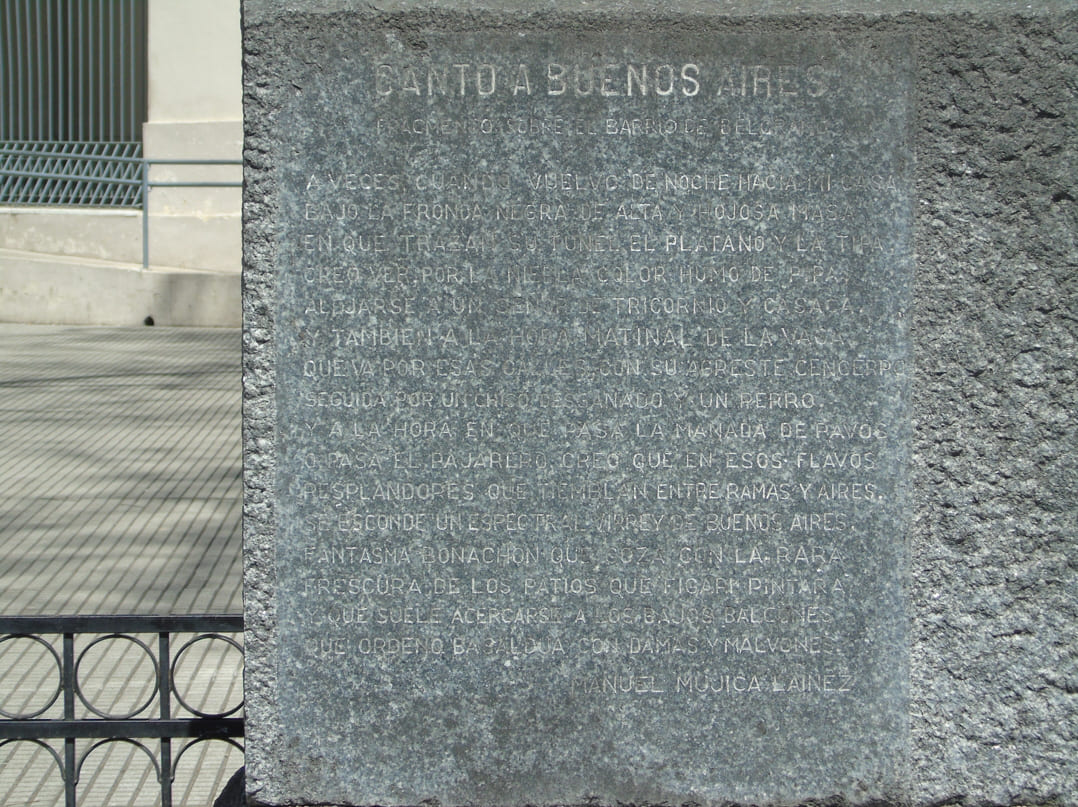 CANTO A BUENOS AIRES
FRAGMENTO SOBRE EL BARRIO DE BELGRANO
A VECES, CUANDO VUELVO DE NOCHE HACIA MI CASA
BAJO LA FRONDA NEGRA DE ALTA Y HOJOSA MASA
EN QUE TRAZAN SU TUNEL EL PLATANO Y LA TIPA,
CREO VER, POR LA NIEBLA COLOR HUMO DE PIPA,
ALEJARSE A UN SEÑOR DE TRICORNIO Y CASACA.
Y TAMBIEN A LA HORA MATINAL DE LA VACA
QUE VA POR ESAS CALLES CON SU AGRESTE CENCERRO
SEGUIDA POR UN CHICO DESGANADO Y UN PERRO
Y A LA HORA EN QUE PASA LA MANADA DE PAVOS
O PASA EL PAJARERO, CREO QUE EN ESOS FLAVOS
RESPLANDORES QUE TIEMBLAN ENTRE RAMAS Y AIRES,
SE ESCONDE UN ESPECTRAL VIRREY DE BUENOS AIRES,
FANTASMA BONACHON QUE GOZA CON LA RARA
FRESCURA DE LOS PATIOS QUE FIGARI PINTARA
Y QUE SUELE ACERCARSE A LOS BAJOS BALCONES
QUE ORDENO BASALDUA CON DAMAS Y MALVONES
MANUEL MUJICA LAINEZ